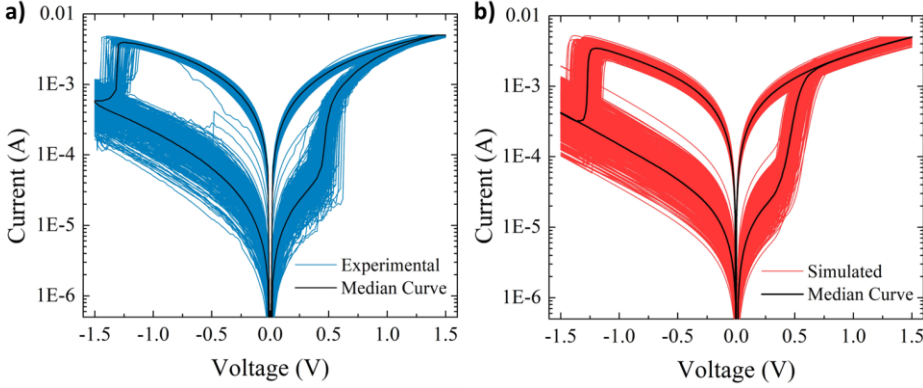 a)
0.01
1E-3
1E-4
1E-5
1E-6
Current (A)
Experimental
Median Curve
-1.5 -1.0 -0.5 0.0 0.5 1.0 1.5
Voltage (V)
b)
0.01
1E-3
1E-4
1E-5
1E-6
Current (A)
Simulated
Median Curve
-1.5 -1.0 -0.5 0.0 0.5 1.0 1.5
Voltage (V)